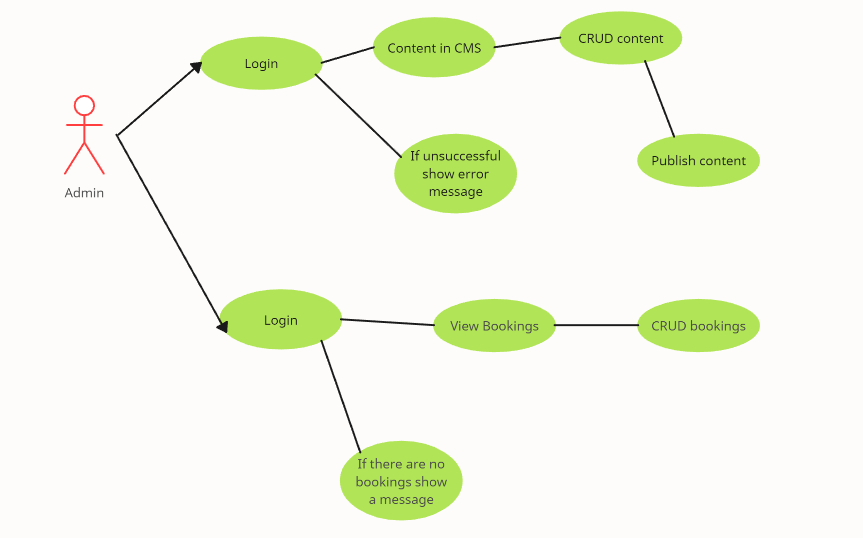 Login
Content in CMS
CRUD content
Admin
If unsuccessful
show error
message
Publish content
Login
View Bookings
CRUD bookings
If there are no
bookings show
a message